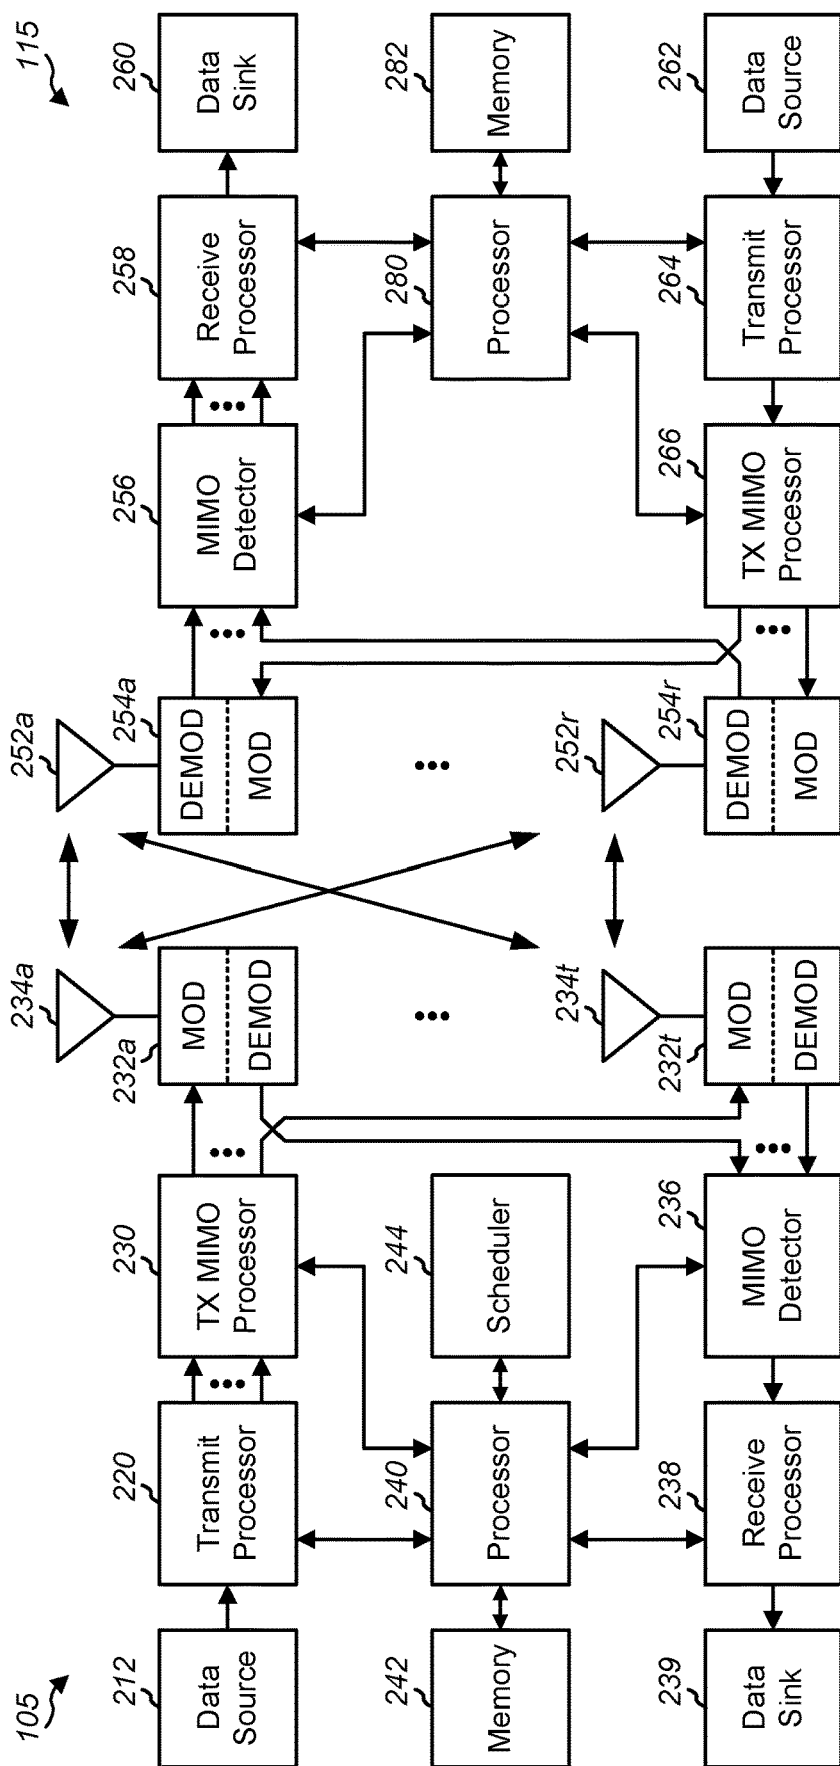 105
115
212
Data
Source
220
Transmit
Processor
230
TX MIMO
Processor
232a
MOD
DEMOD
234a
252a
254a
DEMOD
MOD
256
MIMO
Detector
258
Receive
Processor
260
Data
Sink
242
Memory
240
Processor
244
Scheduler
280
Processor
282
Memory
239
Data
Sink
238
Receive
Processor
236
MIMO
Detector
232t
MOD
DEMOD
234t
252r
254r
DEMOD
MOD
266
TX MIMO
Processor
264
Transmit
Processor
262
Data
Source